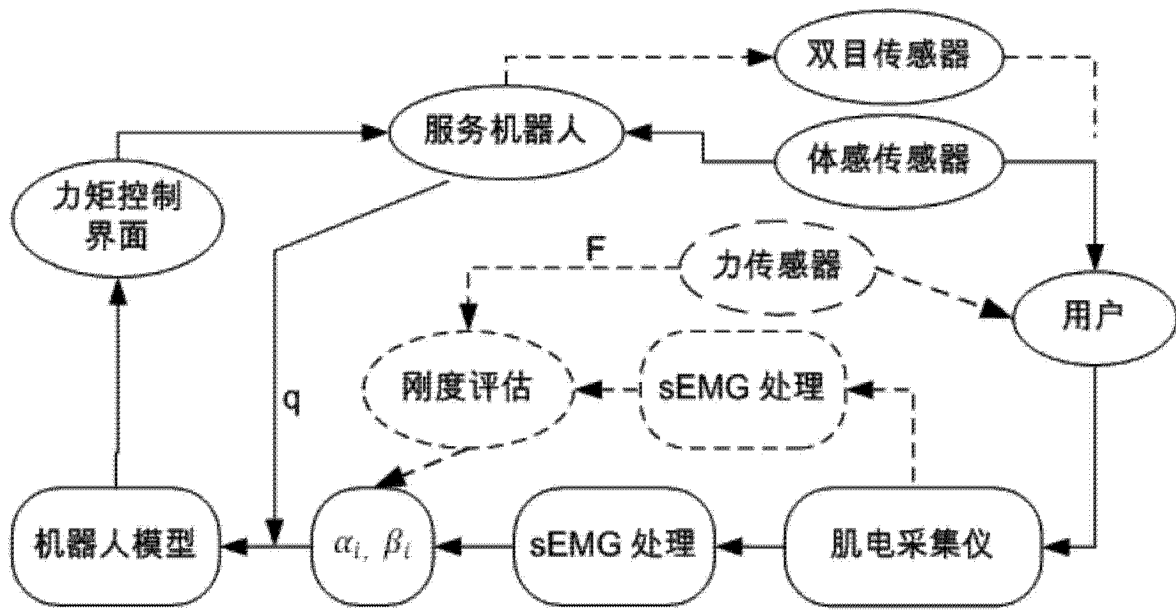 双目传感器
服务机器人
体感传感器
力矩控制
界面
F
力传感器
用户
刚度评估
sEMG 处理
q
机器人模型
αi, βi
sEMG 处理
肌电采集仪